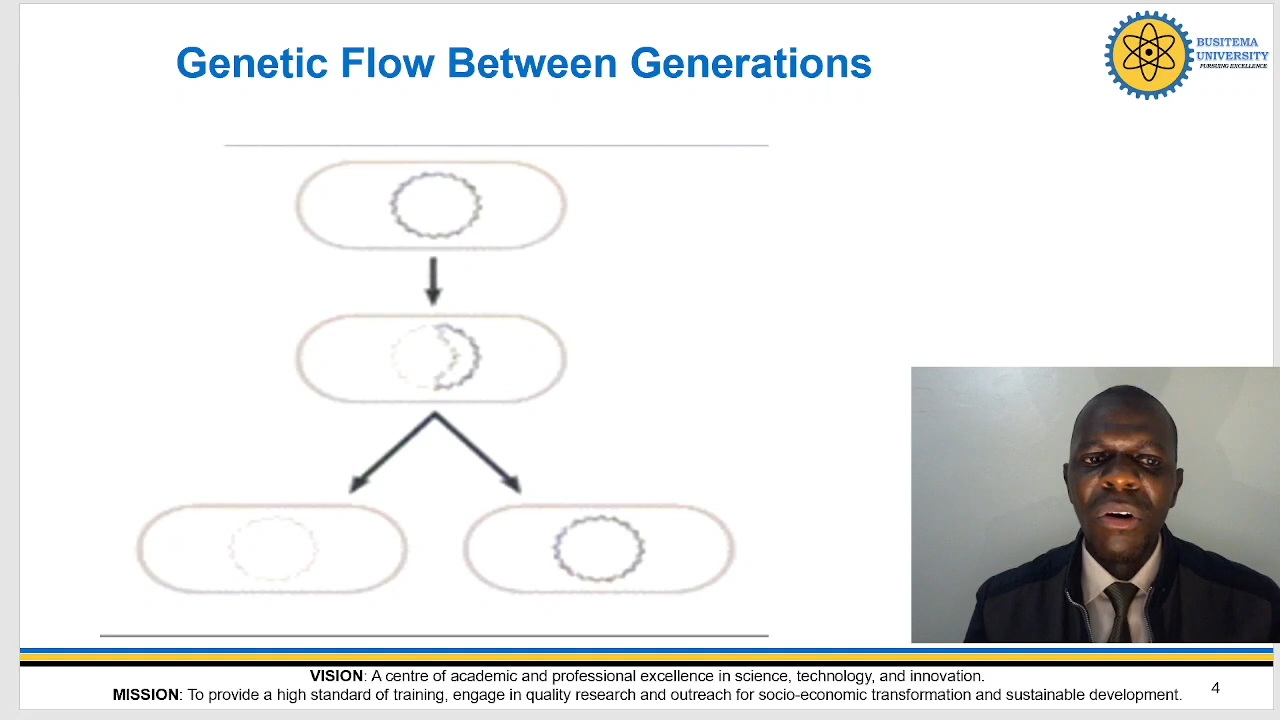 Genetic Flow Between Generations
BUSITEMA
UNIVERSITY
PURSUING EXCELLENCE
VISION: A centre of academic and professional excellence in science, technology, and innovation.
MISSION: To provide a high standard of training, engage in quality research and outreach for socio-economic transformation and sustainable development.
4